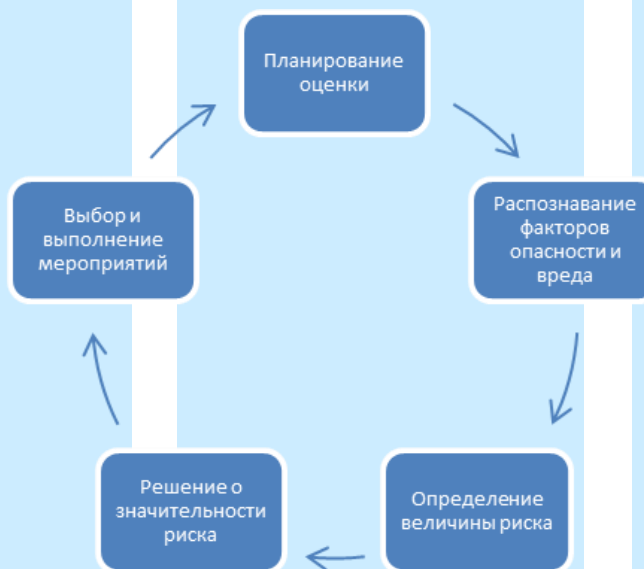 Планирование
оценки
Распознавание
факторов
опасности и
вреда
Определение
величины риска
Решение о
значительности
риска
Выбор и
выполнение
мероприятий